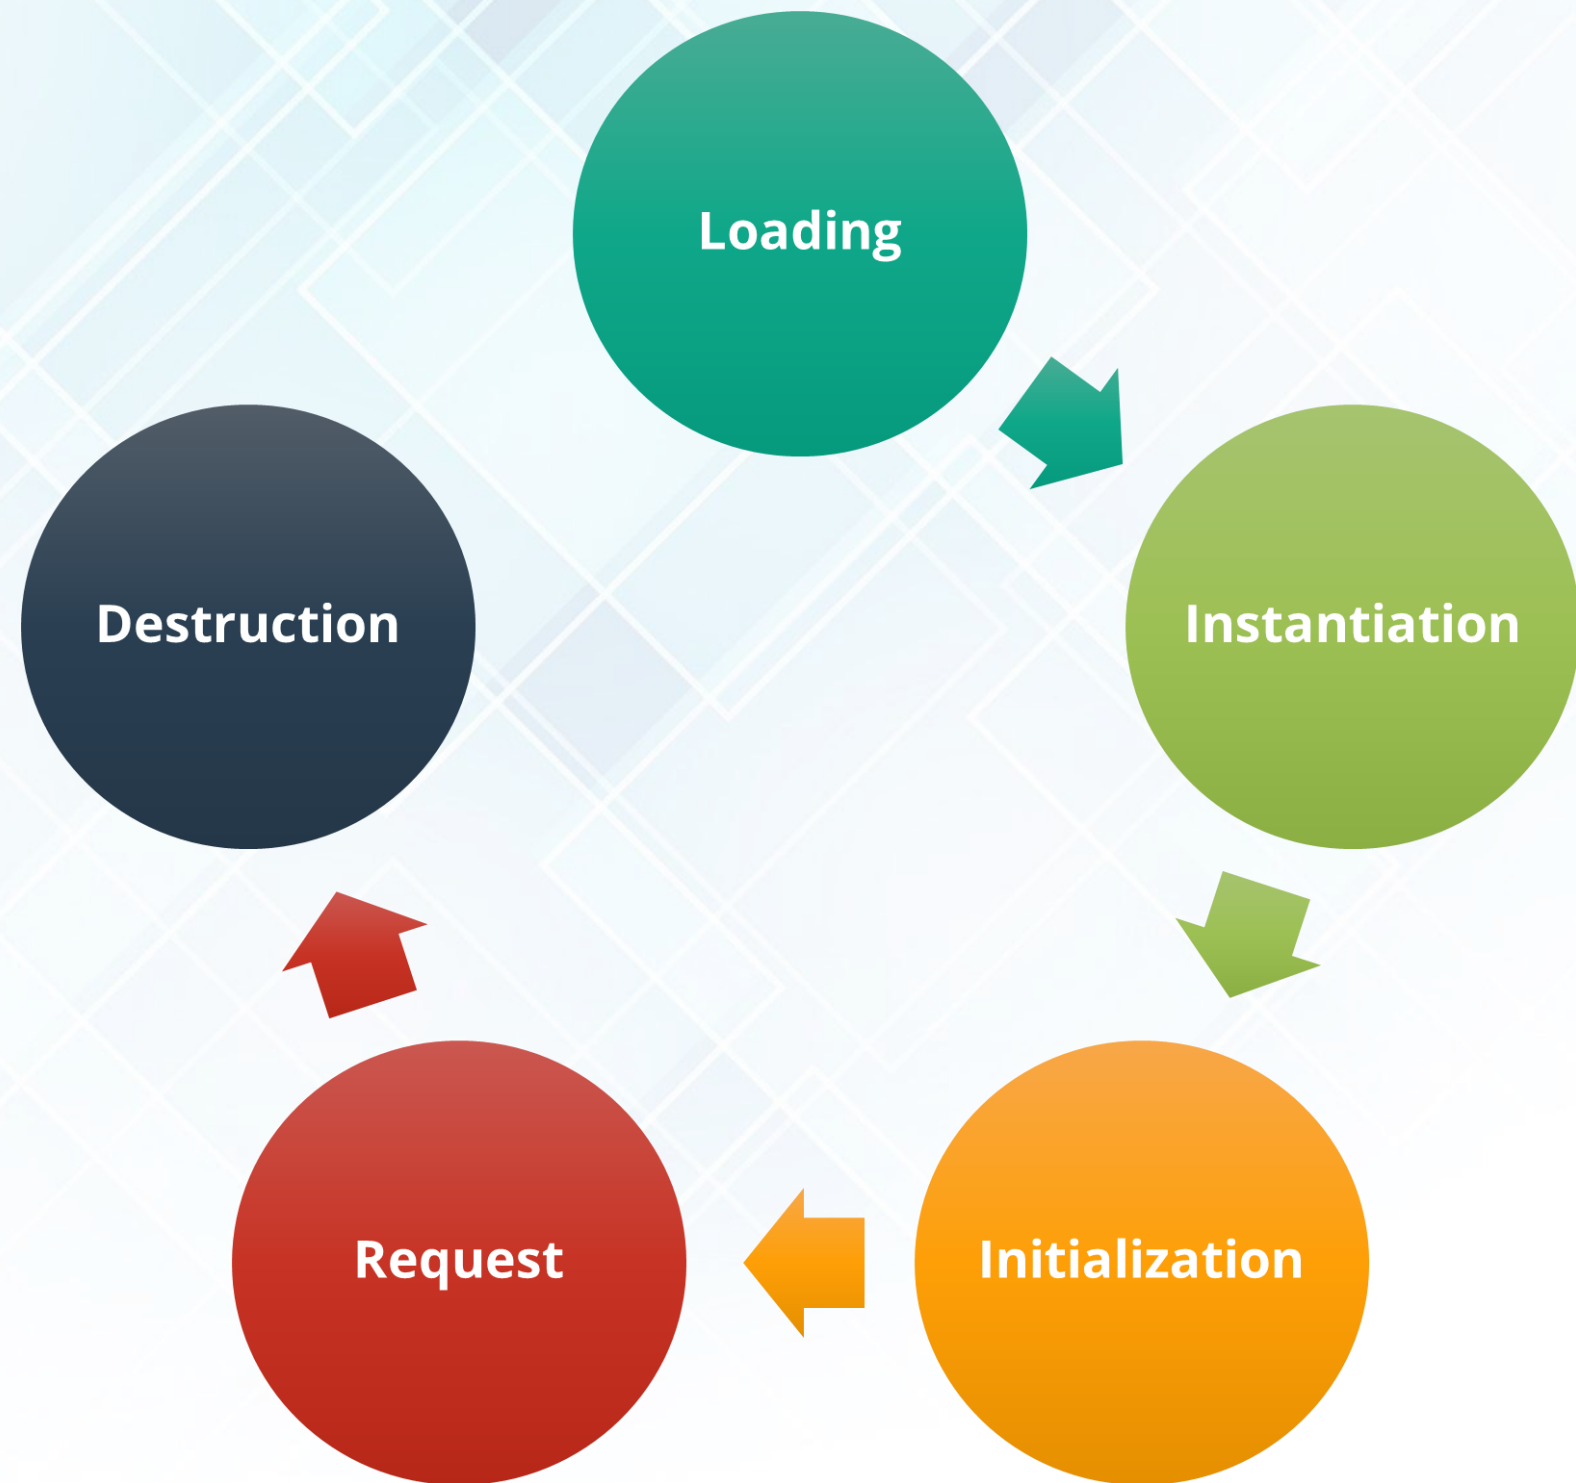 Loading
Instantiation
Initialization
Request
Destruction